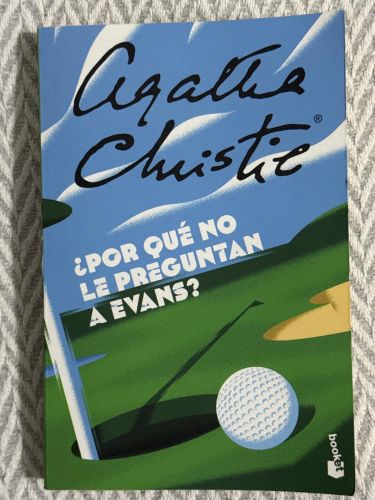 Agatha
Christie®
¿POR QUÉ NO
LE PREGUNTAN
A EVANS?
booket